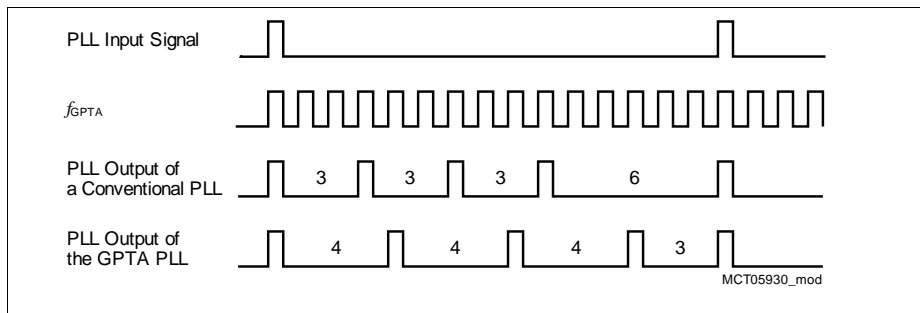 PLL Input Signal
fGPTA
PLL Output of
a Conventional PLL
3 3 3 6
PLL Output of
the GPTA PLL
4 4 4 3
MCT05930_mod